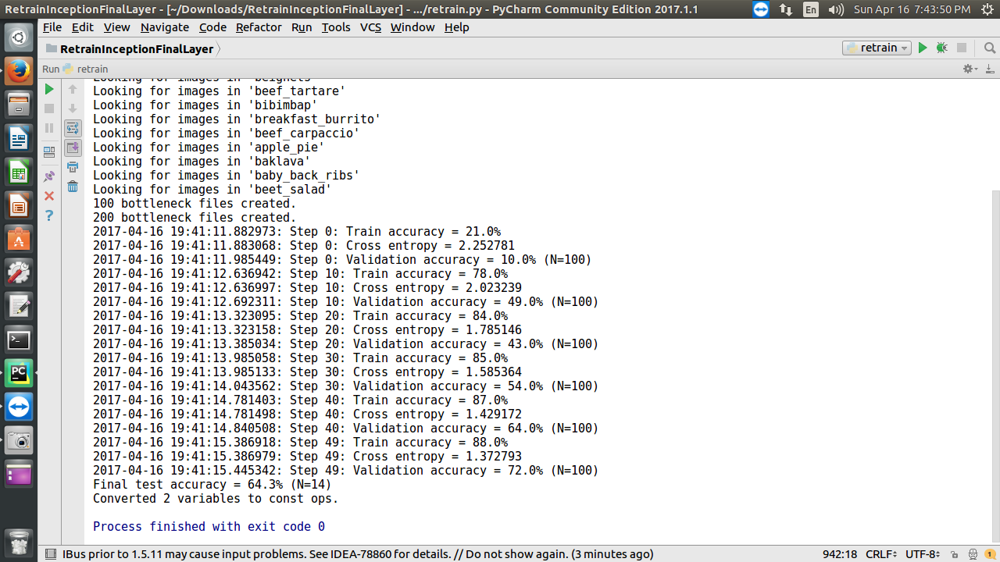 RetrainInceptionFinalLayer - [~/Downloads/RetrainInceptionFinalLayer] - .../retrain.py - PyCharm Community Edition 2017.1.1
En
Sun Apr 16 7:43:50 PM
File Edit View Navigate Code Refactor Run Tools VCS Window Help
RetrainInceptionFinalLayer
retrain
Run retrain
Looking for images in 'beignets'
Looking for images in 'beef_tartare'
Looking for images in 'bibimbap'
Looking for images in 'breakfast_burrito'
Looking for images in 'beef_carpaccio'
Looking for images in 'apple_pie'
Looking for images in 'baklava'
Looking for images in 'baby_back_ribs'
Looking for images in 'beet_salad'
100 bottleneck files created.
200 bottleneck files created.
2017-04-16 19:41:11.882973: Step 0: Train accuracy = 21.0%
2017-04-16 19:41:11.883068: Step 0: Cross entropy = 2.252781
2017-04-16 19:41:11.985449: Step 0: Validation accuracy = 10.0% (N=100)
2017-04-16 19:41:12.636942: Step 10: Train accuracy = 78.0%
2017-04-16 19:41:12.636997: Step 10: Cross entropy = 2.023239
2017-04-16 19:41:12.692311: Step 10: Validation accuracy = 49.0% (N=100)
2017-04-16 19:41:13.323095: Step 20: Train accuracy = 84.0%
2017-04-16 19:41:13.323158: Step 20: Cross entropy = 1.785146
2017-04-16 19:41:13.385034: Step 20: Validation accuracy = 43.0% (N=100)
2017-04-16 19:41:13.985058: Step 30: Train accuracy = 85.0%
2017-04-16 19:41:13.985133: Step 30: Cross entropy = 1.585364
2017-04-16 19:41:14.043562: Step 30: Validation accuracy = 54.0% (N=100)
2017-04-16 19:41:14.781403: Step 40: Train accuracy = 87.0%
2017-04-16 19:41:14.781498: Step 40: Cross entropy = 1.429172
2017-04-16 19:41:14.840508: Step 40: Validation accuracy = 64.0% (N=100)
2017-04-16 19:41:15.386918: Step 49: Train accuracy = 88.0%
2017-04-16 19:41:15.386979: Step 49: Cross entropy = 1.372793
2017-04-16 19:41:15.445342: Step 49: Validation accuracy = 72.0% (N=100)
Final test accuracy = 64.3% (N=14)
Converted 2 variables to const ops.
Process finished with exit code 0
IBus prior to 1.5.11 may cause input problems. See IDEA-78860 for details. // Do not show again. (3 minutes ago)
942:18 CRLF UTF-8 1